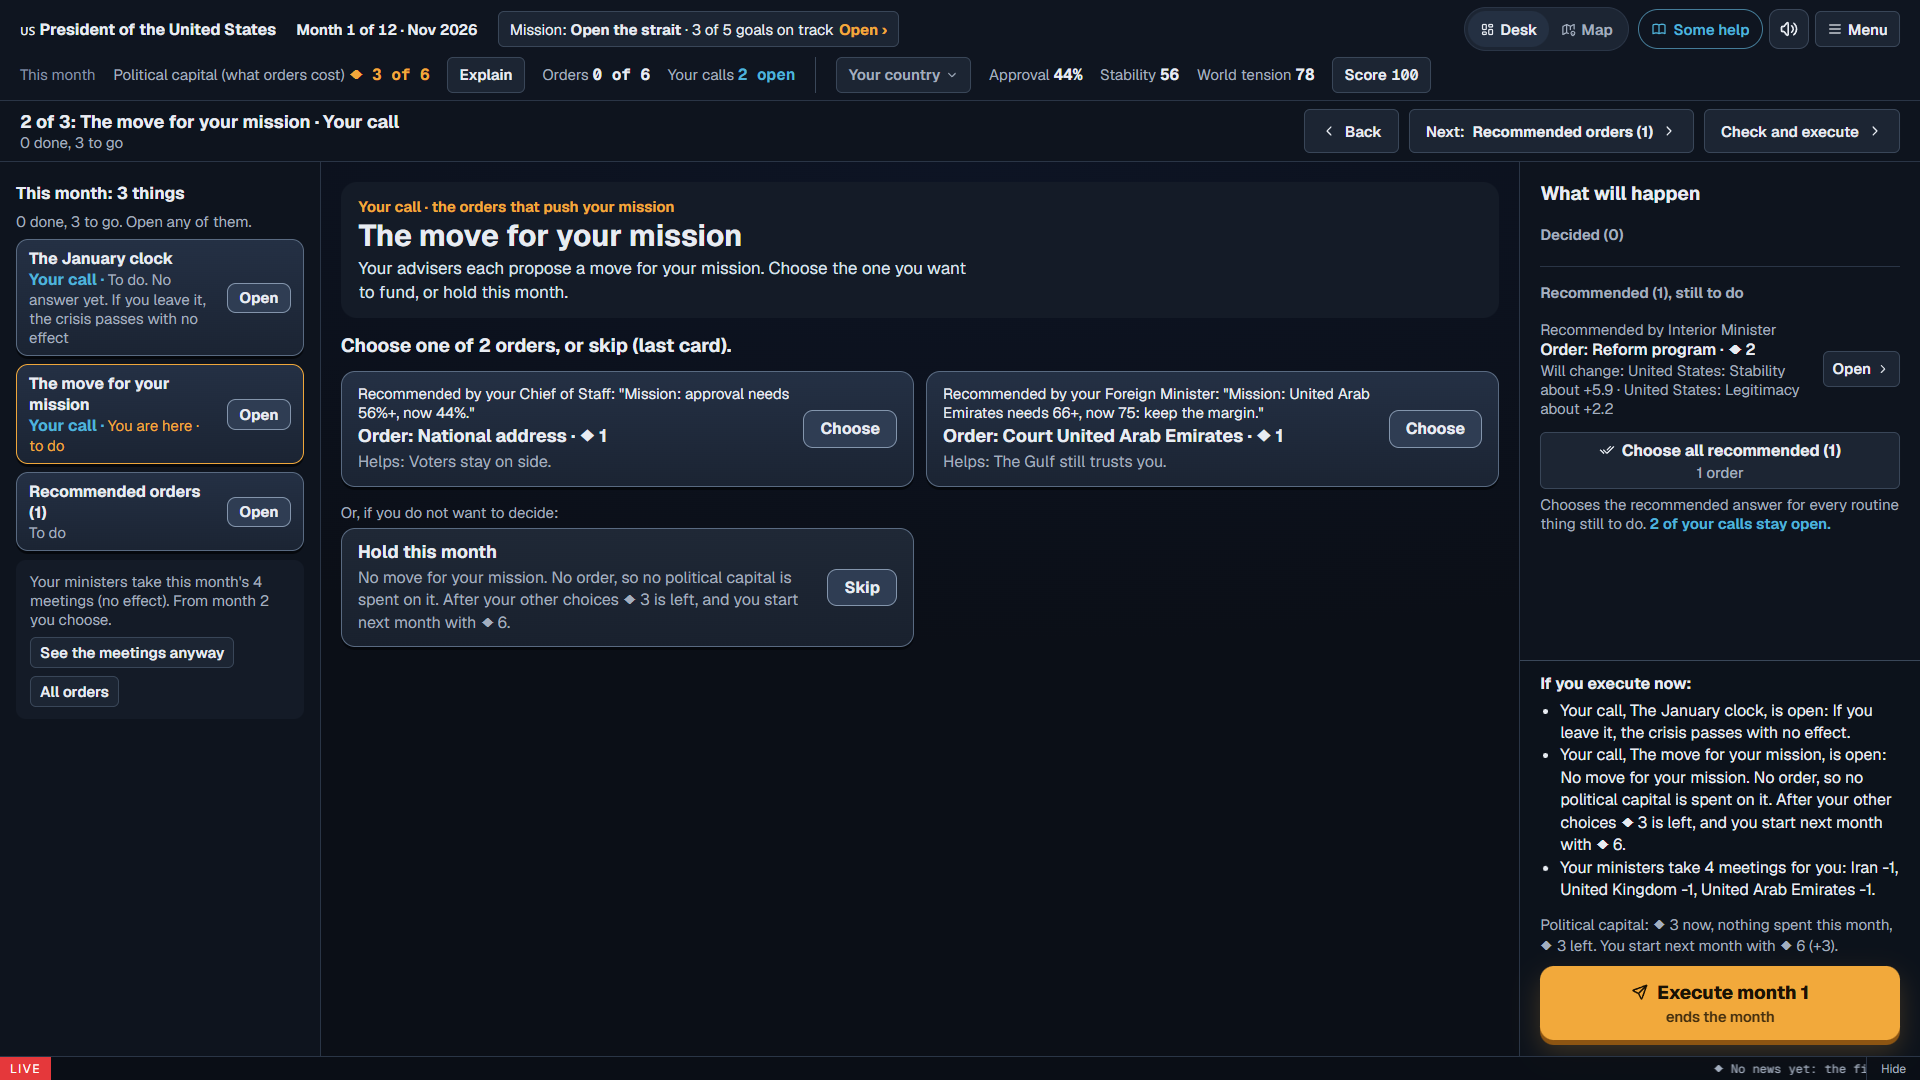 US President of the United States
Month 1 of 12 · Nov 2026
Mission: Open the strait · 3 of 5 goals on track Open ›
Desk
Map
Some help
Menu
This month
Political capital (what orders cost) ◆ 3 of 6
Explain
Orders 0 of 6
Your calls 2 open
Your country
Approval 44%
Stability 56
World tension 78
Score 100
2 of 3: The move for your mission · Your call
0 done, 3 to go
Back
Next: Recommended orders (1)
Check and execute
This month: 3 things
0 done, 3 to go. Open any of them.
The January clock
Your call · To do. No
answer yet. If you leave it,
the crisis passes with no
effect
Open
The move for your
mission
Your call · You are here ·
to do
Open
Recommended orders
(1)
To do
Open
Your ministers take this month's 4
meetings (no effect). From month 2
you choose.
See the meetings anyway
All orders
Your call · the orders that push your mission
The move for your mission
Your advisers each propose a move for your mission. Choose the one you want
to fund, or hold this month.
Choose one of 2 orders, or skip (last card).
Recommended by your Chief of Staff: "Mission: approval needs
56%+, now 44%."
Order: National address · ◆ 1
Helps: Voters stay on side.
Choose
Recommended by your Foreign Minister: "Mission: United Arab
Emirates needs 66+, now 75: keep the margin."
Order: Court United Arab Emirates · ◆ 1
Helps: The Gulf still trusts you.
Choose
Or, if you do not want to decide:
Hold this month
No move for your mission. No order, so no political capital is
spent on it. After your other choices ◆ 3 is left, and you start
next month with ◆ 6.
Skip
What will happen
Decided (0)
Recommended (1), still to do
Recommended by Interior Minister
Order: Reform program · ◆ 2
Will change: United States: Stability
about +5.9 · United States: Legitimacy
about +2.2
Open
Choose all recommended (1)
1 order
Chooses the recommended answer for every routine
thing still to do. 2 of your calls stay open.
If you execute now:
• Your call, The January clock, is open: If you
leave it, the crisis passes with no effect.
• Your call, The move for your mission, is open:
No move for your mission. No order, so no
political capital is spent on it. After your other
choices ◆ 3 is left, and you start next month
with ◆ 6.
• Your ministers take 4 meetings for you: Iran -1,
United Kingdom -1, United Arab Emirates -1.
Political capital: ◆ 3 now, nothing spent this month,
◆ 3 left. You start next month with ◆ 6 (+3).
Execute month 1
ends the month
LIVE
◆ No news yet: the
Hide